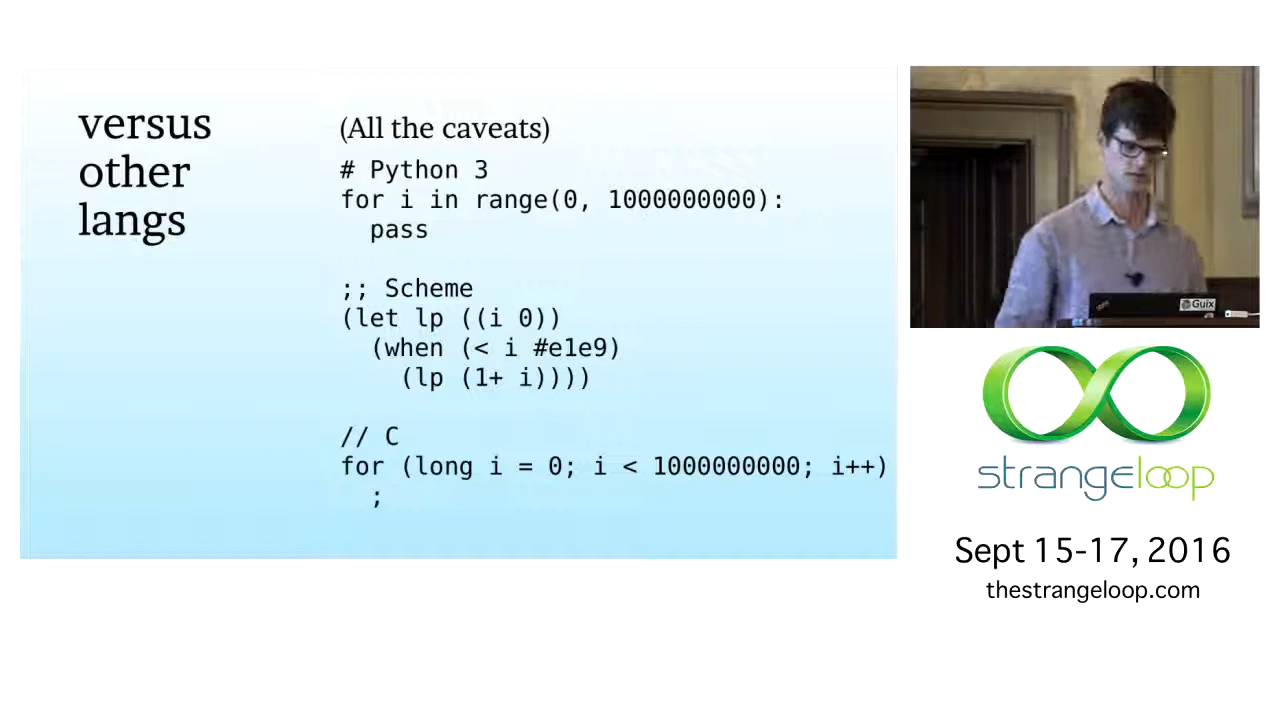 versus
other
langs
(All the caveats)
# Python 3
for i in range(0, 1000000000):
  pass
;; Scheme
(let lp ((i 0))
  (when (< i #e1e9)
    (lp (1+ i))))
// C
for (long i = 0; i < 1000000000; i++)
  ;
Guix
strangeloop
Sept 15-17, 2016
thestrangeloop.com